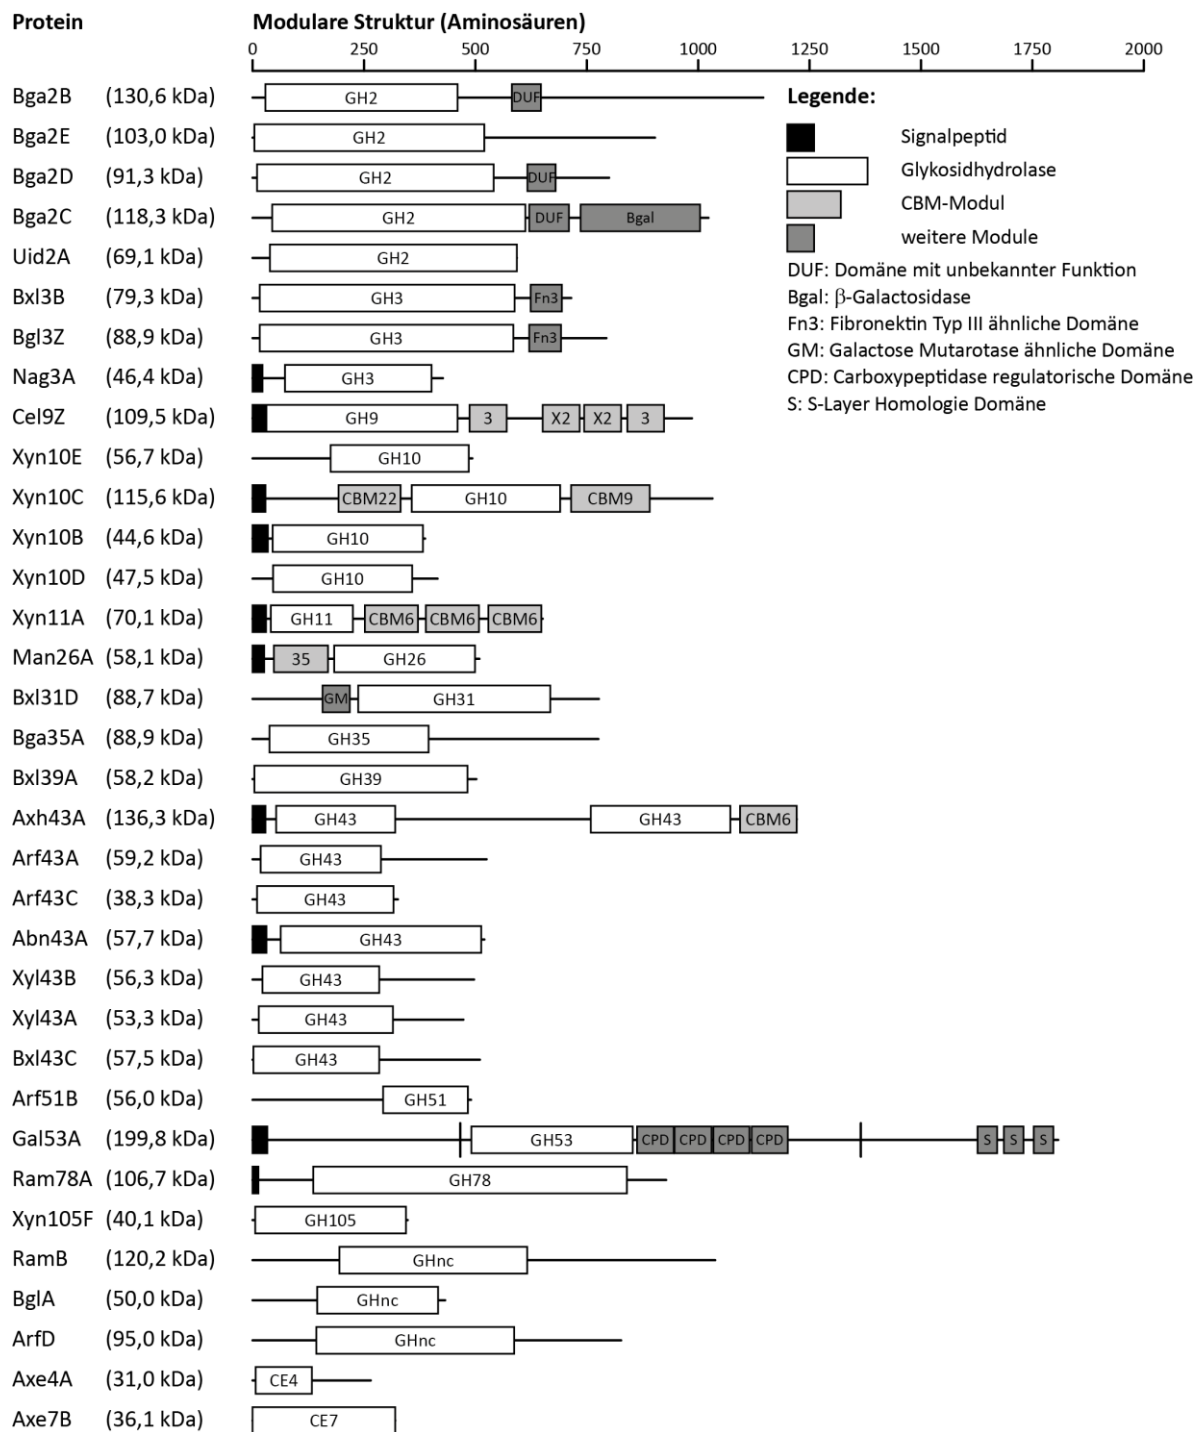 Protein Modulare Struktur (Aminosäuren)
0 250 500 750 1000 1250 1500 1750 2000
Bga2B (130,6 kDa) GH2 DUF
Bga2E (103,0 kDa) GH2
Bga2D (91,3 kDa) GH2 DUF
Bga2C (118,3 kDa) GH2 DUF Bgal
Uid2A (69,1 kDa) GH2
Bxl3B (79,3 kDa) GH3 Fn3
Bgl3Z (88,9 kDa) GH3 Fn3
Nag3A (46,4 kDa) GH3
Cel9Z (109,5 kDa) GH9 3 X2 X2 3
Xyn10E (56,7 kDa) GH10
Xyn10C (115,6 kDa) CBM22 GH10 CBM9
Xyn10B (44,6 kDa) GH10
Xyn10D (47,5 kDa) GH10
Xyn11A (70,1 kDa) GH11 CBM6 CBM6 CBM6
Man26A (58,1 kDa) 35 GH26
Bxl31D (88,7 kDa) GM GH31
Bga35A (88,9 kDa) GH35
Bxl39A (58,2 kDa) GH39
Axh43A (136,3 kDa) GH43 GH43 CBM6
Arf43A (59,2 kDa) GH43
Arf43C (38,3 kDa) GH43
Abn43A (57,7 kDa) GH43
Xyl43B (56,3 kDa) GH43
Xyl43A (53,3 kDa) GH43
Bxl43C (57,5 kDa) GH43
Arf51B (56,0 kDa) GH51
Gal53A (199,8 kDa) GH53 CPD CPD CPD CPD S S S
Ram78A (106,7 kDa) GH78
Xyn105F (40,1 kDa) GH105
RamB (120,2 kDa) GHnc
BglA (50,0 kDa) GHnc
ArfD (95,0 kDa) GHnc
Axe4A (31,0 kDa) CE4
Axe7B (36,1 kDa) CE7
Legende:
Signalpeptid
Glykosidhydrolase
CBM-Modul
weitere Module
DUF: Domäne mit unbekannter Funktion
Bgal: β-Galactosidase
Fn3: Fibronektin Typ III ähnliche Domäne
GM: Galactose Mutarotase ähnliche Domäne
CPD: Carboxypeptidase regulatorische Domäne
S: S-Layer Homologie Domäne